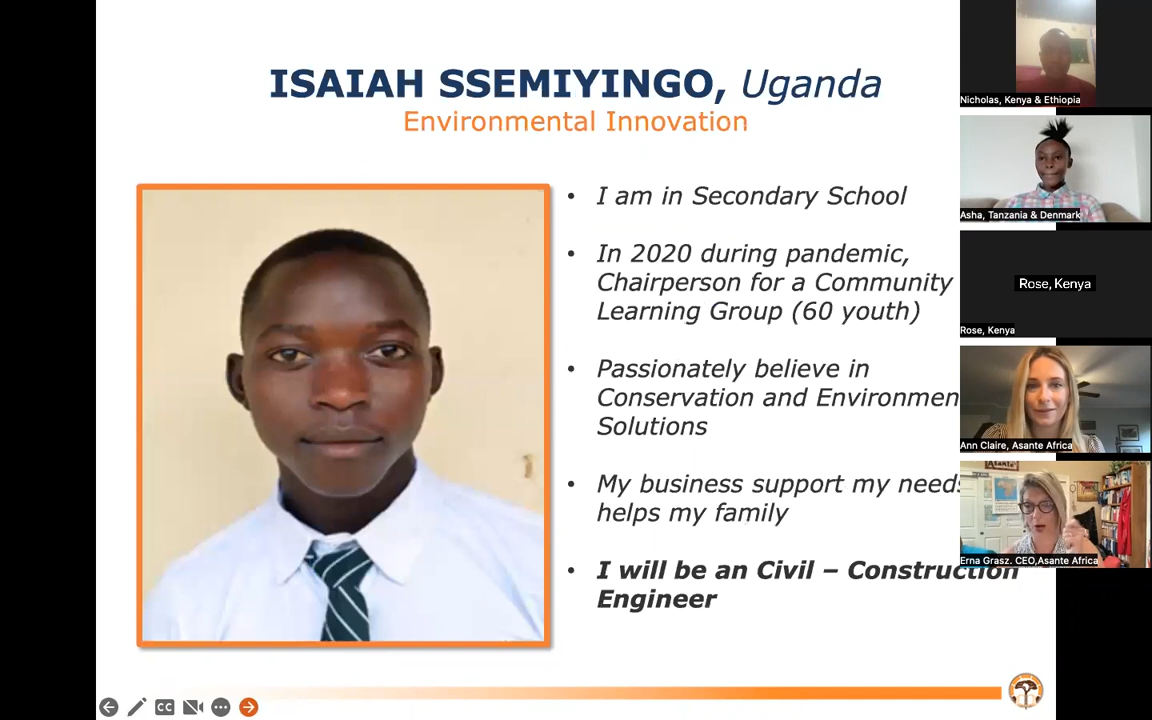 ISAIAH SSEMIYINGO, Uganda
Environmental Innovation
• I am in Secondary School
• In 2020 during pandemic,
Chairperson for a Community
Learning Group (60 youth)
• Passionately believe in
Conservation and Environmen
Solutions
• My business support my needs
helps my family
• I will be an Civil – Construction
Engineer
Nicholas, Kenya & Ethiopia
Asha, Tanzania & Denmark
Rose, Kenya
Rose, Kenya
Ann Claire, Asante Africa
Asante
Erna Grasz. CEO,Asante Africa
CC